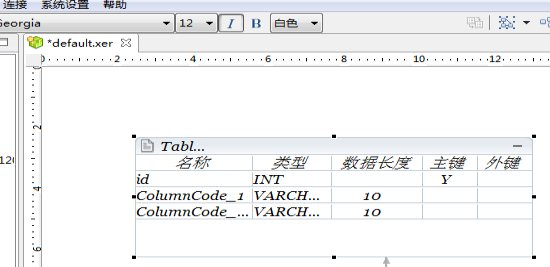 连接 系统设置 帮助
Georgia 12 I B 白色
*default.xer
0 2 4 6 8 10 12
2
Tabl...
名称 类型 数据长度 主键 外键
120
id INT Y
4
ColumnCode_1 VARCH... 10
ColumnCode_... VARCH... 10
6